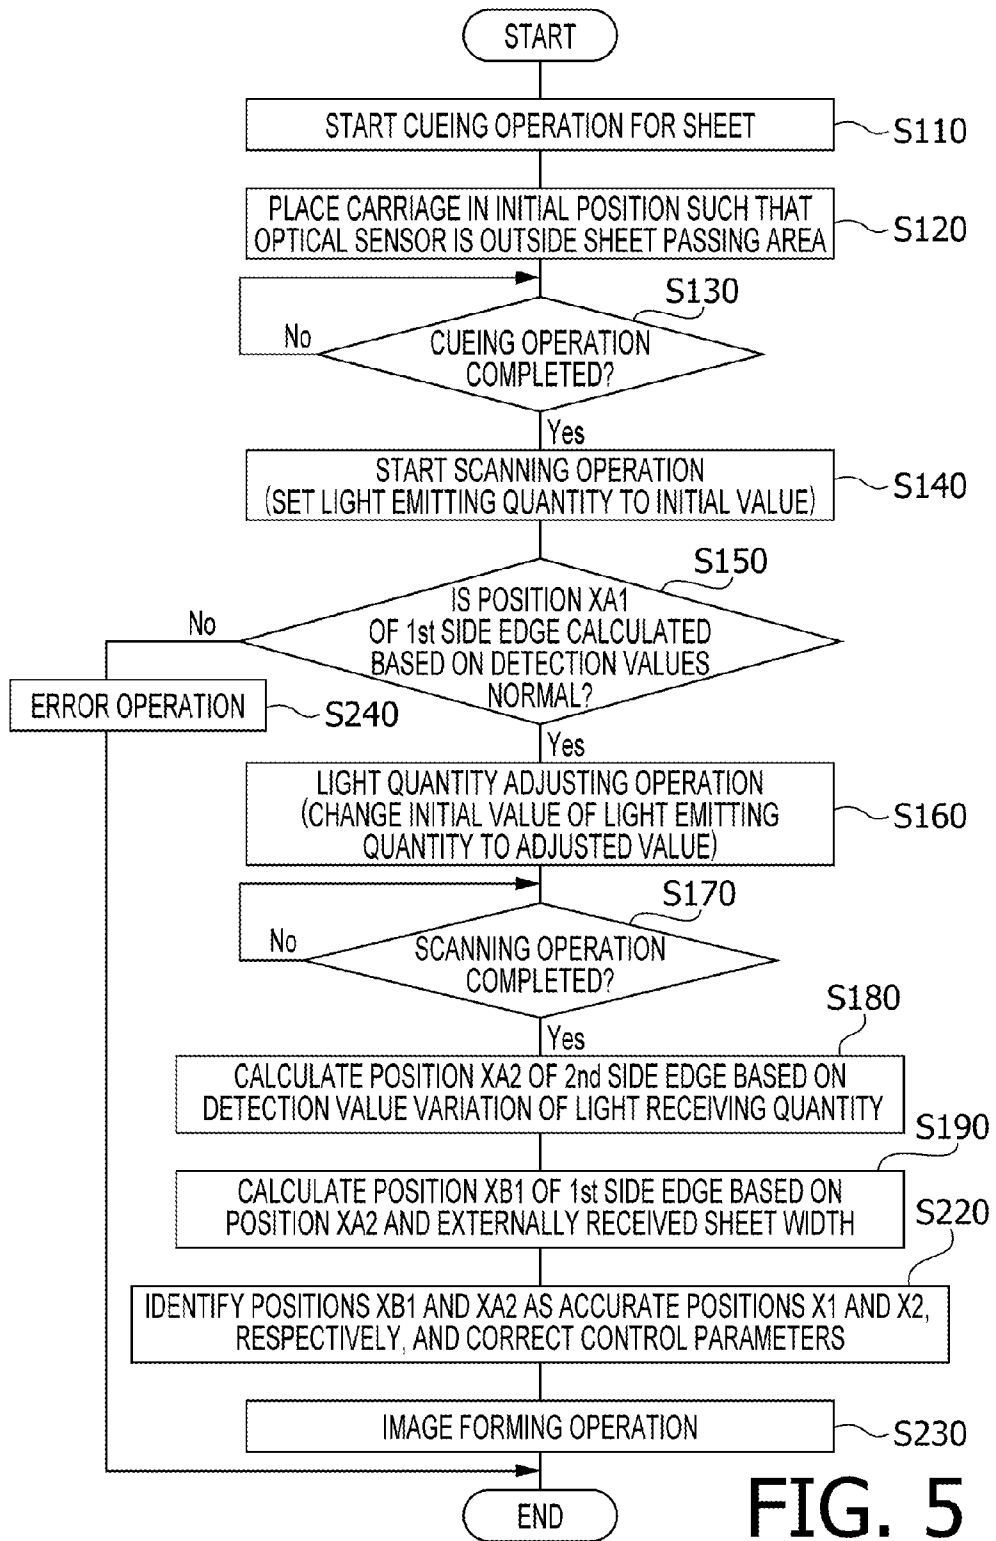 START
START CUEING OPERATION FOR SHEET
S110
PLACE CARRIAGE IN INITIAL POSITION SUCH THAT
OPTICAL SENSOR IS OUTSIDE SHEET PASSING AREA
S120
S130
No
CUEING OPERATION
COMPLETED?
Yes
START SCANNING OPERATION
(SET LIGHT EMITTING QUANTITY TO INITIAL VALUE)
S140
S150
No
IS POSITION XA1
OF 1st SIDE EDGE CALCULATED
BASED ON DETECTION VALUES
NORMAL?
ERROR OPERATION
S240
Yes
LIGHT QUANTITY ADJUSTING OPERATION
(CHANGE INITIAL VALUE OF LIGHT EMITTING
QUANTITY TO ADJUSTED VALUE)
S160
S170
No
SCANNING OPERATION
COMPLETED?
Yes
S180
CALCULATE POSITION XA2 OF 2nd SIDE EDGE BASED ON
DETECTION VALUE VARIATION OF LIGHT RECEIVING QUANTITY
S190
CALCULATE POSITION XB1 OF 1st SIDE EDGE BASED ON
POSITION XA2 AND EXTERNALLY RECEIVED SHEET WIDTH
S220
IDENTIFY POSITIONS XB1 AND XA2 AS ACCURATE POSITIONS X1 AND X2,
RESPECTIVELY, AND CORRECT CONTROL PARAMETERS
IMAGE FORMING OPERATION
S230
END
FIG. 5